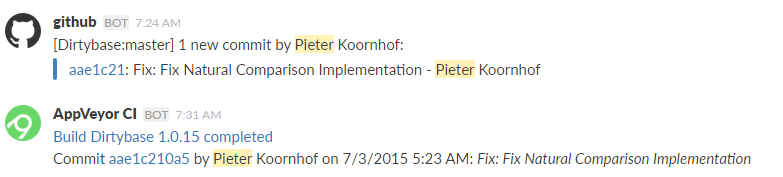 github BOT 7:24 AM
[Dirtybase:master] 1 new commit by Pieter Koornhof:
aae1c21: Fix: Fix Natural Comparison Implementation - Pieter Koornhof
AppVeyor CI BOT 7:31 AM
Build Dirtybase 1.0.15 completed
Commit aae1c210a5 by Pieter Koornhof on 7/3/2015 5:23 AM: Fix: Fix Natural Comparison Implementation